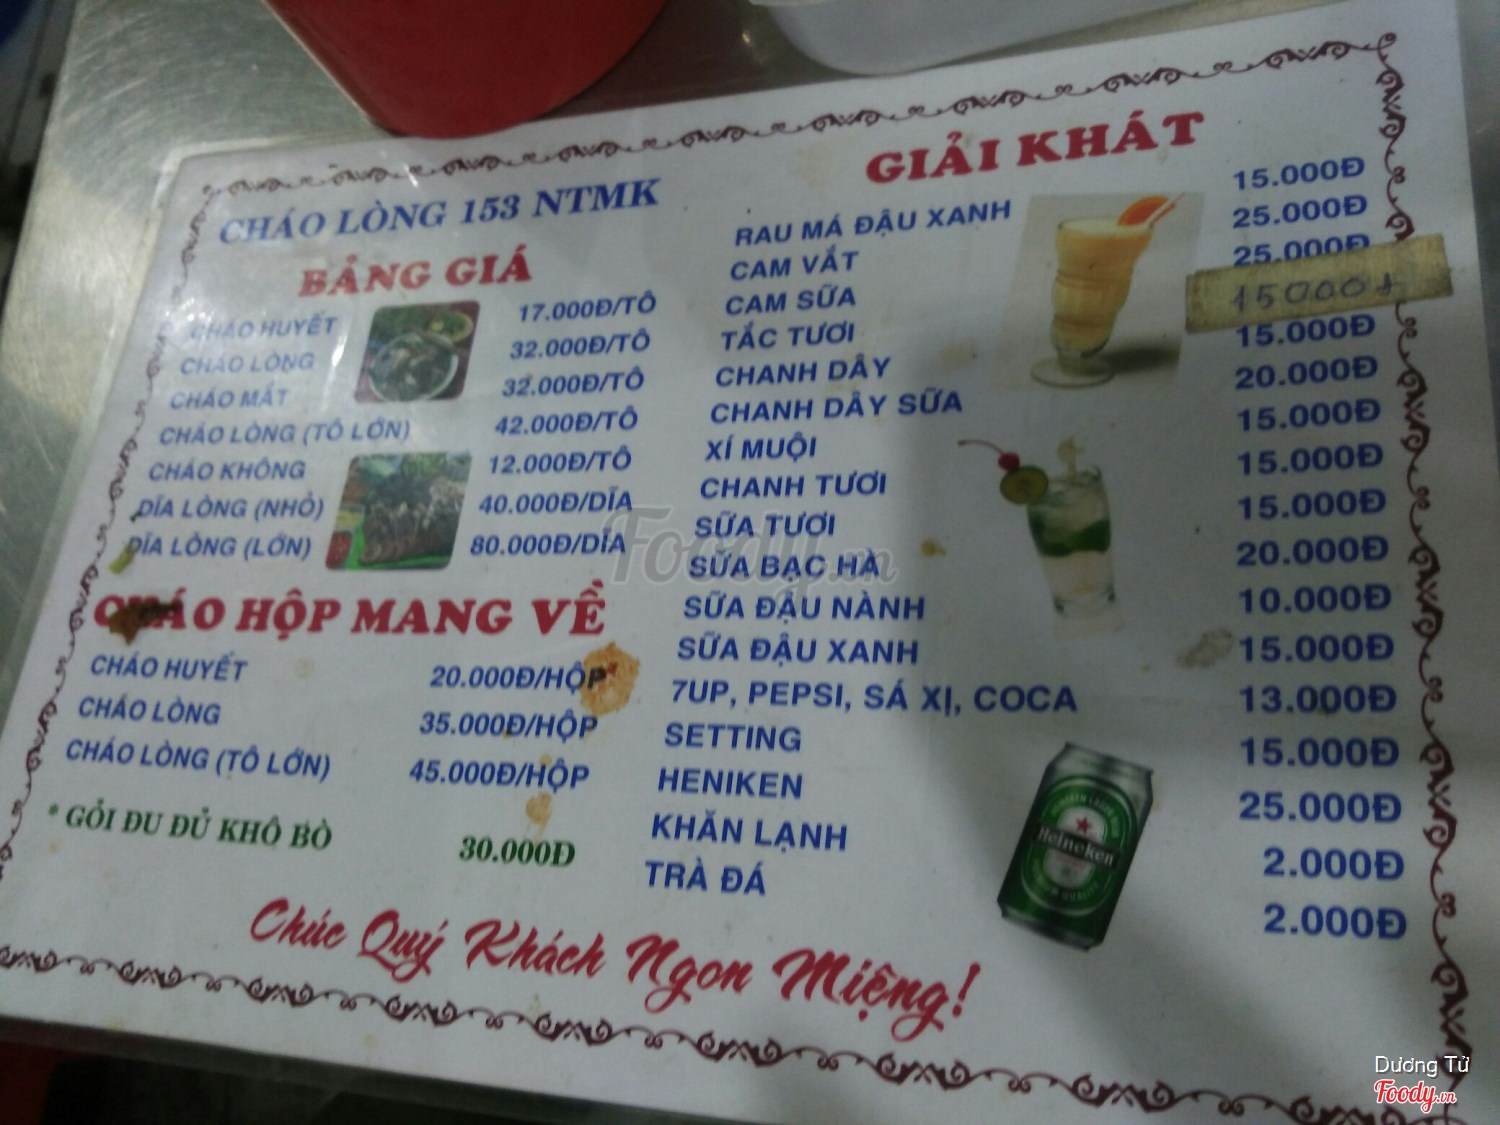 CHÁO LÒNG 153 NTMK
BẢNG GIÁ
CHÁO HUYẾT 17.000Đ/TÔ
CHÁO LÒNG 32.000Đ/TÔ
CHÁO MẮT 32.000Đ/TÔ
CHÁO LÒNG (TÔ LỚN) 42.000Đ/TÔ
CHÁO KHÔNG 12.000Đ/TÔ
DĨA LÒNG (NHỎ) 40.000Đ/DĨA
DĨA LÒNG (LỚN) 80.000Đ/DĨA
CHÁO HỘP MANG VỀ
CHÁO HUYẾT 20.000Đ/HỘP
CHÁO LÒNG 35.000Đ/HỘP
CHÁO LÒNG (TÔ LỚN) 45.000Đ/HỘP
* GỎI ĐU ĐỦ KHÔ BÒ 30.000Đ
GIẢI KHÁT
RAU MÁ ĐẬU XANH 15.000Đ
CAM VẮT 25.000Đ
CAM SỮA 25.000Đ
TẮC TƯƠI 15000đ
CHANH DÂY 15.000Đ
CHANH DÂY SỮA 20.000Đ
XÍ MUỘI 15.000Đ
CHANH TƯƠI 15.000Đ
SỮA TƯƠI 15.000Đ
SỮA BẠC HÀ 20.000Đ
SỮA ĐẬU NÀNH 10.000Đ
SỮA ĐẬU XANH 15.000Đ
7UP, PEPSI, SÁ XỊ, COCA 13.000Đ
SETTING 15.000Đ
HENIKEN 25.000Đ
KHĂN LẠNH 2.000Đ
TRÀ ĐÁ 2.000Đ
Heineken
Chúc Quý Khách Ngon Miệng!
Foody.vn
Dương Tử
Foody.vn